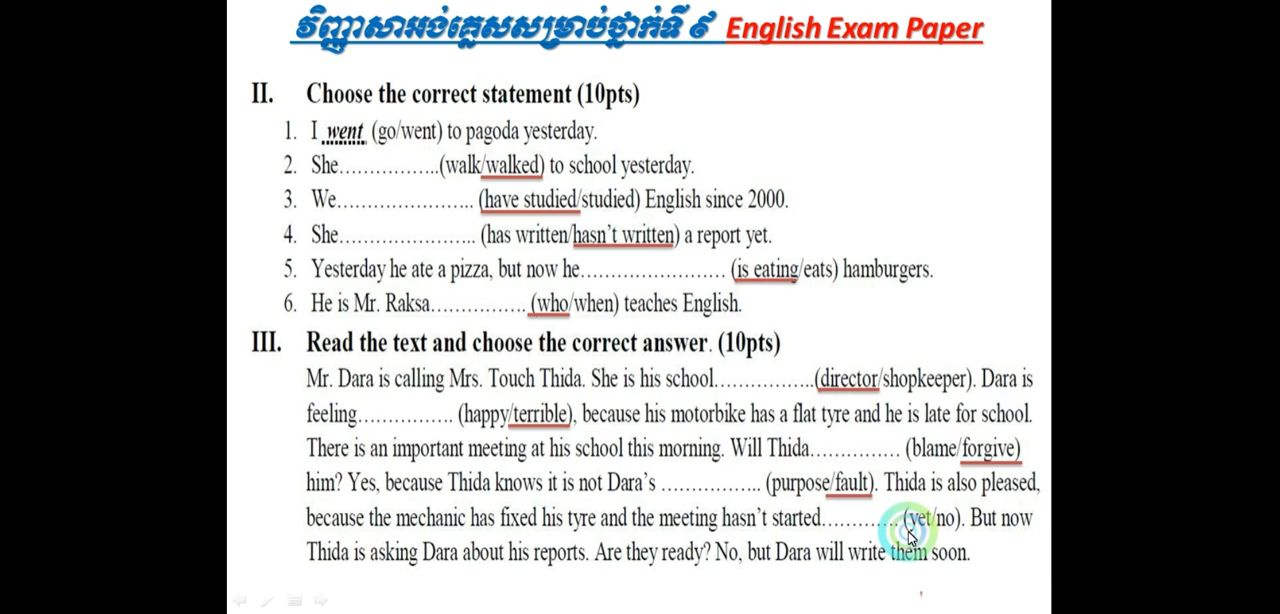 វិញ្ញាសាអង់គ្លេសសម្រាប់ថ្នាក់ទី ៩ English Exam Paper
II. Choose the correct statement (10pts)
1. I went (go/went) to pagoda yesterday.
2. She.................(walk/walked) to school yesterday.
3. We....................... (have studied/studied) English since 2000.
4. She....................... (has written/hasn't written) a report yet.
5. Yesterday he ate a pizza, but now he........................ (is eating/eats) hamburgers.
6. He is Mr. Raksa................ (who/when) teaches English.
III. Read the text and choose the correct answer. (10pts)
Mr. Dara is calling Mrs. Touch Thida. She is his school.................(director/shopkeeper). Dara is
feeling................ (happy/terrible), because his motorbike has a flat tyre and he is late for school.
There is an important meeting at his school this morning. Will Thida............... (blame/forgive)
him? Yes, because Thida knows it is not Dara's ................. (purpose/fault). Thida is also pleased,
because the mechanic has fixed his tyre and the meeting hasn't started.............. (yet/no). But now
Thida is asking Dara about his reports. Are they ready? No, but Dara will write them soon.